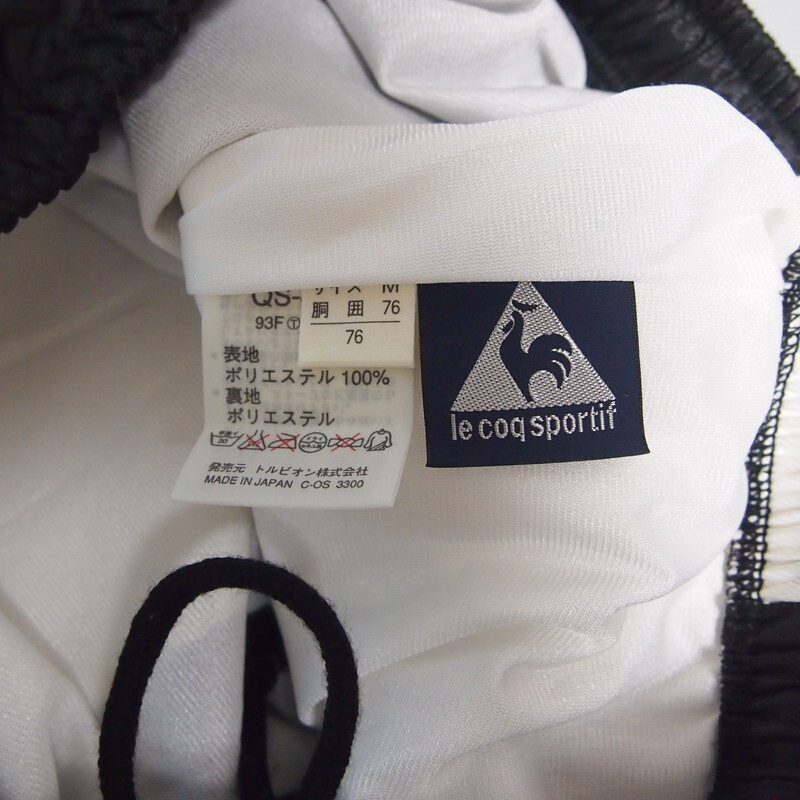 サイズ M
胴囲 76
76
QS-
93F Ⓣ
表地
ポリエステル 100%
裏地
ポリエステル
発売元 トルビオン株式会社
MADE IN JAPAN C-OS 3300
le coq sportif